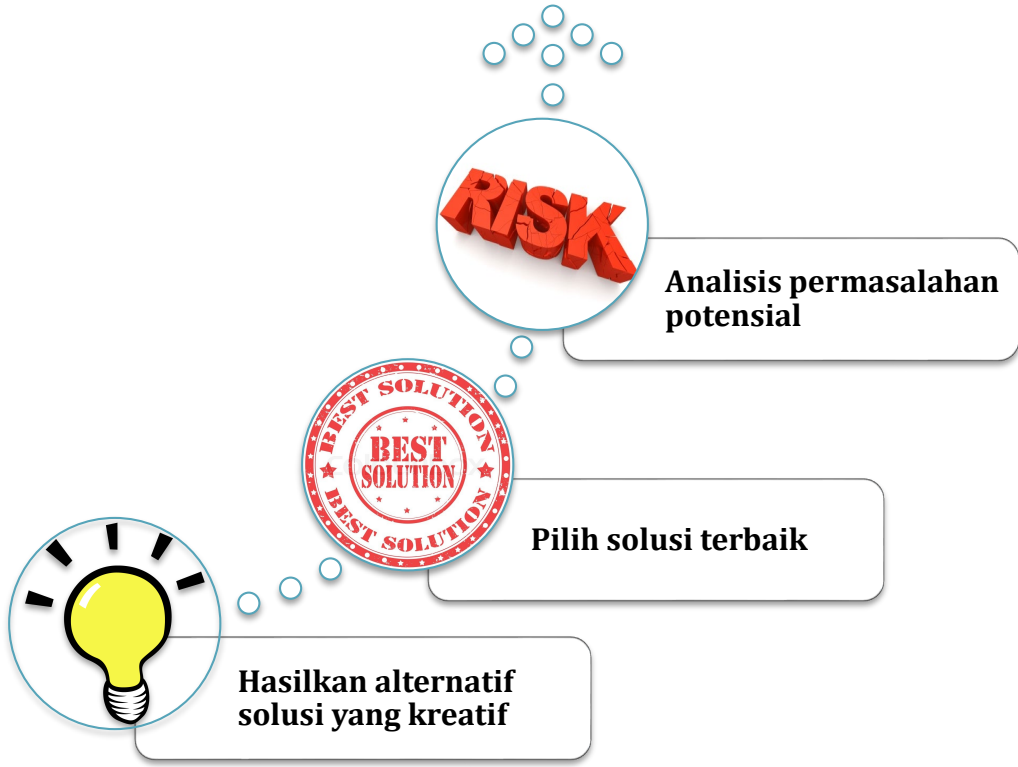 RISK
Analisis permasalahan
potensial
BEST SOLUTION
BEST
SOLUTION
BEST SOLUTION
Pilih solusi terbaik
Hasilkan alternatif
solusi yang kreatif